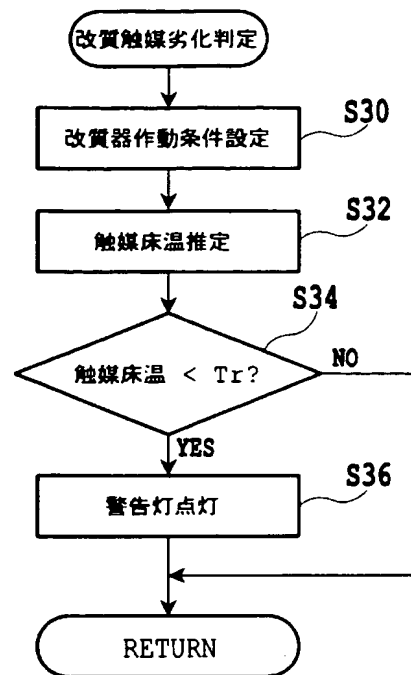 改質触媒劣化判定
S30
改質器作動条件設定
S32
触媒床温推定
S34
触媒床温 < Tr?
NO
YES
S36
警告灯点灯
RETURN